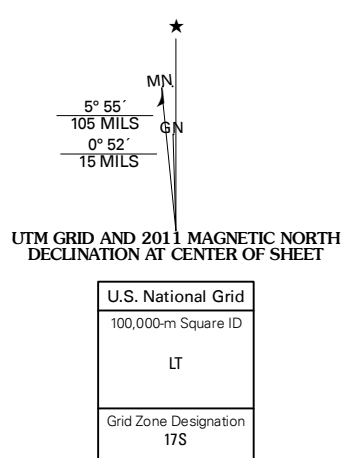 ★
MN
5° 55´
105 MILS
GN
0° 52´
15 MILS
UTM GRID AND 2011 MAGNETIC NORTH
DECLINATION AT CENTER OF SHEET
U.S. National Grid
100,000-m Square ID
LT
Grid Zone Designation
17S